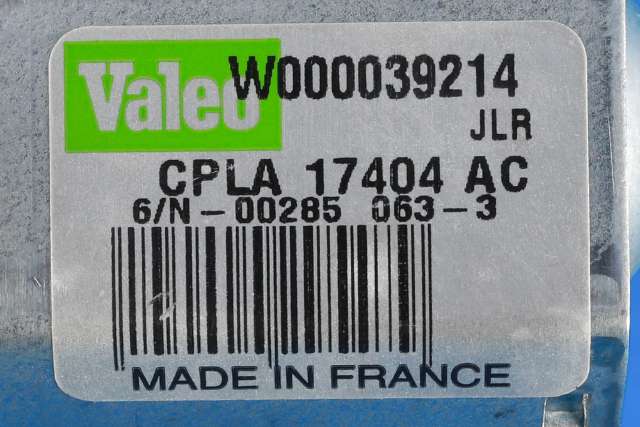 Valeo W000039214
JLR
CPLA 17404 AC
6/N-00285 063-3
MADE IN FRANCE